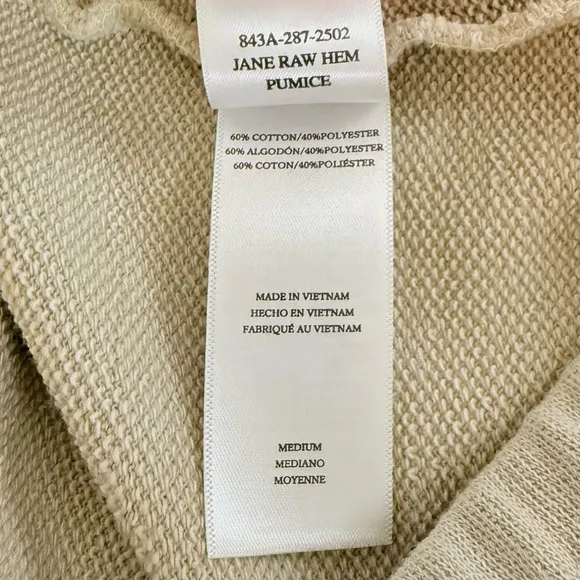 843A-287-2502
JANE RAW HEM
PUMICE
60% COTTON/40%POLYESTER
60% ALGODÓN/40%POLYESTER
60% COTON/40%POLIÉSTER
MADE IN VIETNAM
HECHO EN VIETNAM
FABRIQUÉ AU VIETNAM
MEDIUM
MEDIANO
MOYENNE